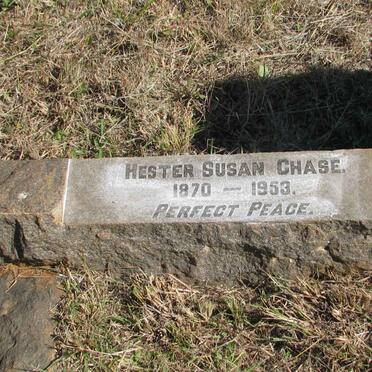 Hester Susan Chase.
1870 — 1953.
Perfect Peace.